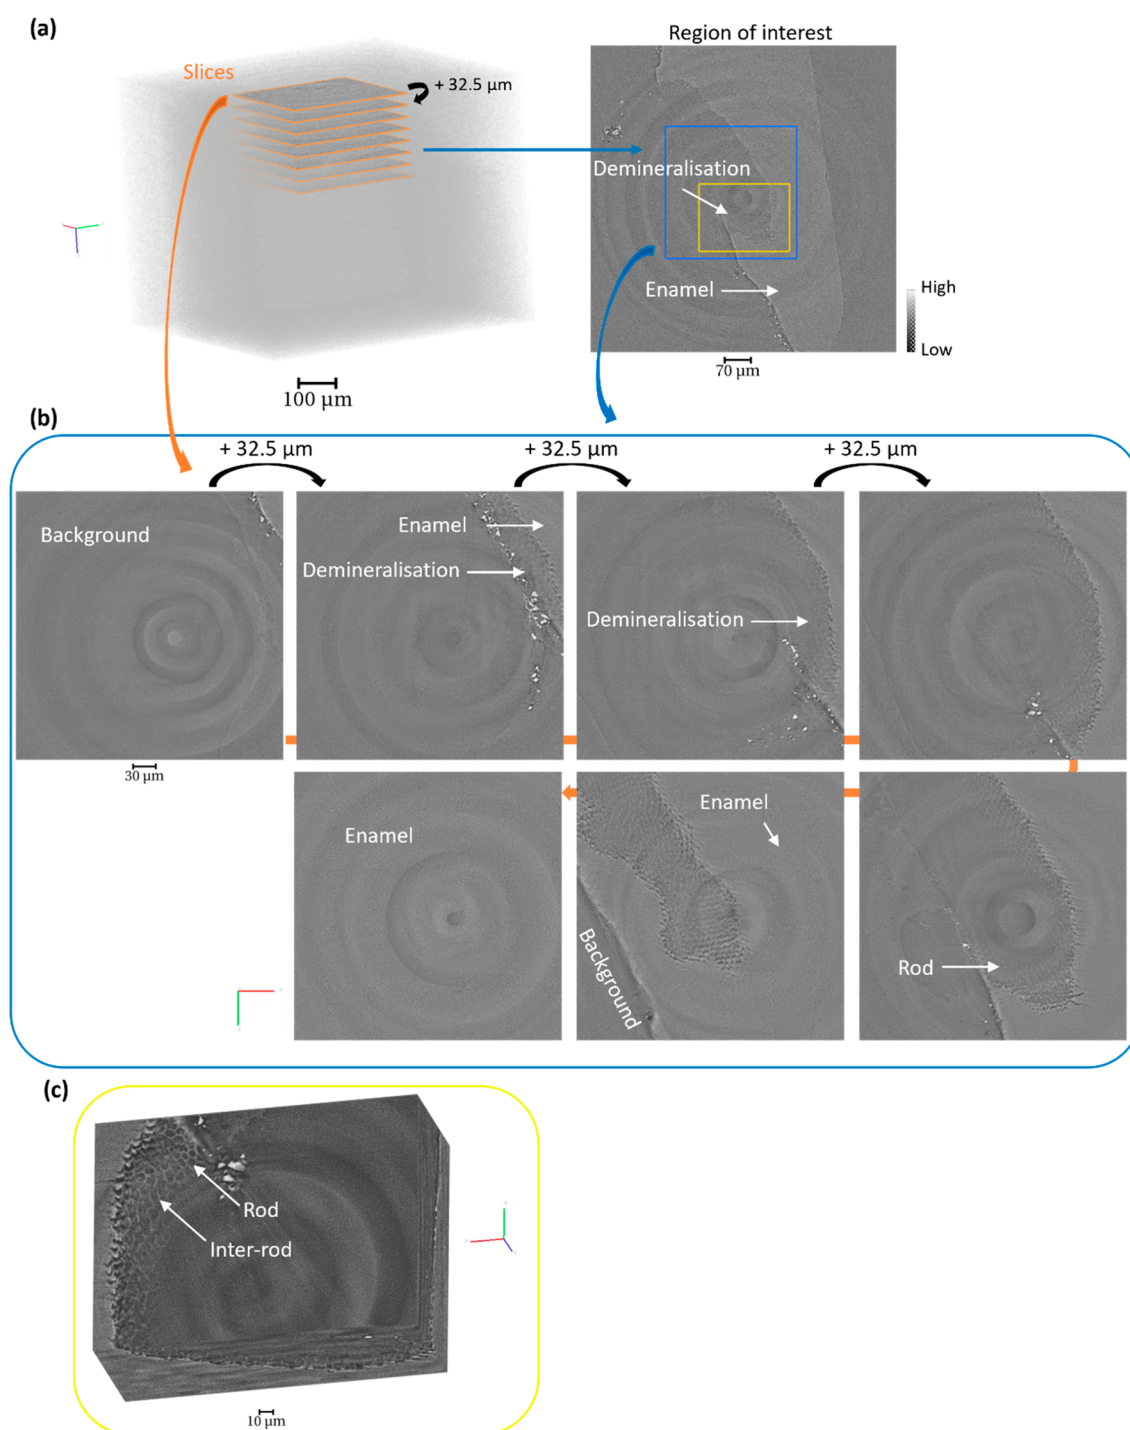 (a)
Region of interest
Slices
+ 32.5 µm
Demineralisation
Enamel
High
Low
70 µm
100 µm
(b)
+ 32.5 µm
+ 32.5 µm
+ 32.5 µm
Background
Enamel
Demineralisation
Demineralisation
30 µm
Enamel
Enamel
Background
Rod
(c)
Rod
Inter-rod
10 µm